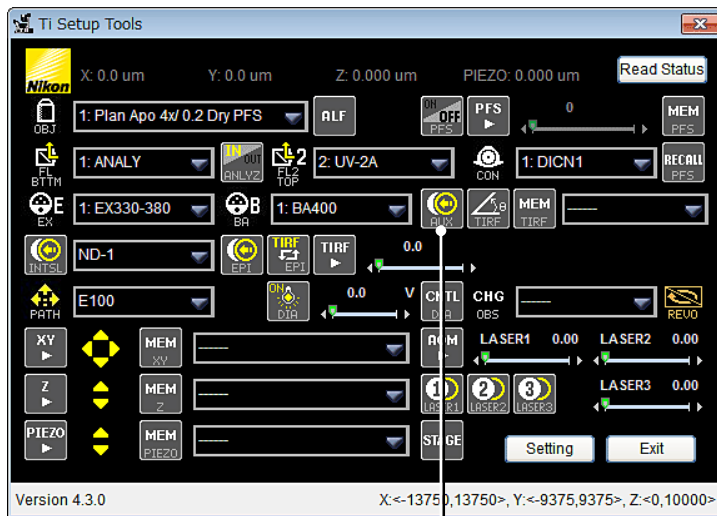 Ti Setup Tools
Nikon X: 0.0 um Y: 0.0 um Z: 0.000 um PIEZO: 0.000 um Read Status
OBJ 1: Plan Apo 4x/ 0.2 Dry PFS ALF ON OFF PFS PFS 0 MEM PFS
FL BTTM 1: ANALY IN OUT ANLYZ 2 FL2 TOP 2: UV-2A CON 1: DICN1 RECALL PFS
E EX 1: EX330-380 B BA 1: BA400 AUX θ TIRF MEM TIRF -----
INTSL ND-1 EPI TIRF EPI TIRF 0.0
PATH E100 ON DIA 0.0 V CNTL DIA CHG OBS ----- REVO
XY MEM XY ----- AOM LASER1 0.00 LASER2 0.00
Z MEM Z ----- 1 LASER1 2 LASER2 3 LASER3 LASER3 0.00
PIEZO MEM PIEZO ----- STAGE Setting Exit
Version 4.3.0 X:<-13750,13750>, Y:<-9375,9375>, Z:<0,10000>